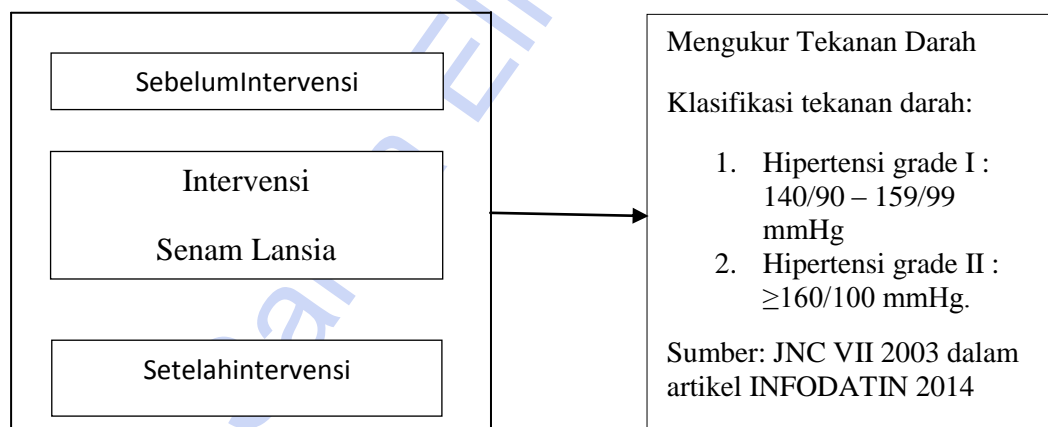 SebelumIntervensi
Intervensi
Senam Lansia
Setelahintervensi
Mengukur Tekanan Darah
Klasifikasi tekanan darah:
1. Hipertensi grade I :
140/90 – 159/99
mmHg
2. Hipertensi grade II :
≥160/100 mmHg.
Sumber: JNC VII 2003 dalam
artikel INFODATIN 2014